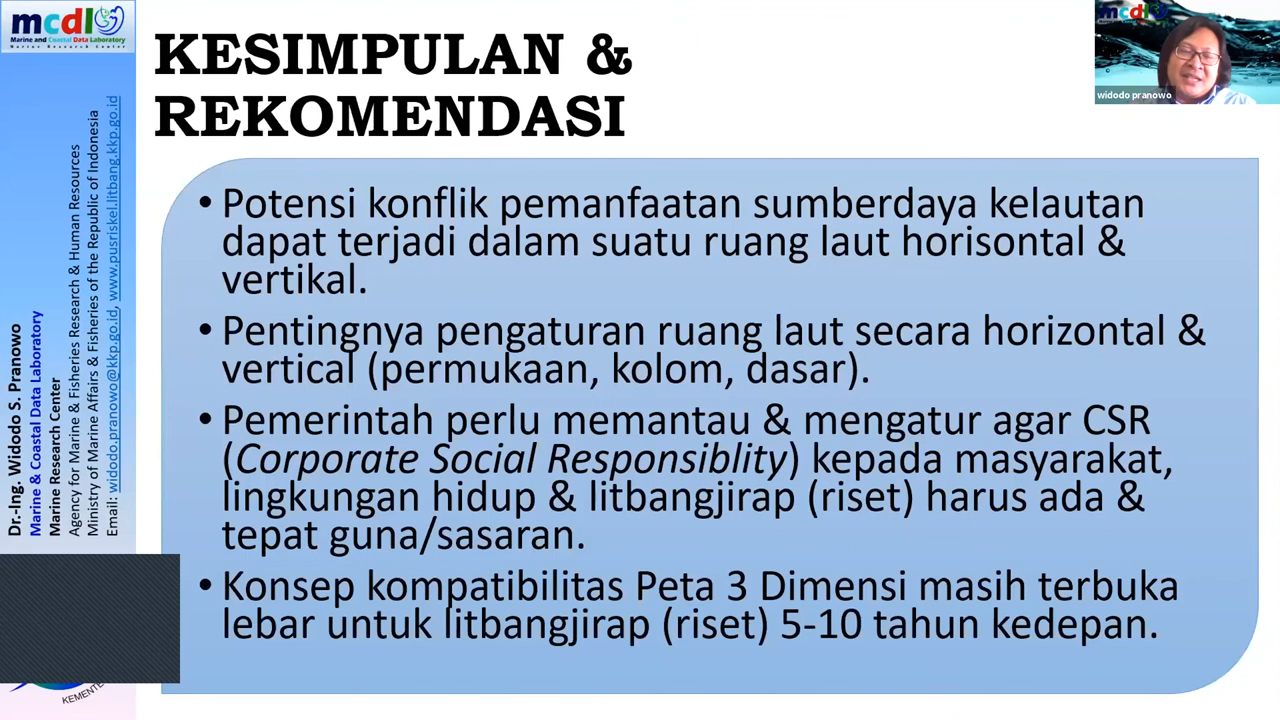 mcdl
Marine and Coastal Data Laboratory
Marine Research Center
KESIMPULAN &
REKOMENDASI
mcdl
widodo pranowo
Dr.-Ing. Widodo S. Pranowo
Marine & Coastal Data Laboratory
Marine Research Center
Agency for Marine & Fisheries Research & Human Resources
Ministry of Marine Affairs & Fisheries of the Republic of Indonesia
Email: widodo.pranowo@kkp.go.id, www.pusriskel.litbang.kkp.go.id
• Potensi konflik pemanfaatan sumberdaya kelautan
dapat terjadi dalam suatu ruang laut horisontal &
vertikal.
• Pentingnya pengaturan ruang laut secara horizontal &
vertical (permukaan, kolom, dasar).
• Pemerintah perlu memantau & mengatur agar CSR
(Corporate Social Responsiblity) kepada masyarakat,
lingkungan hidup & litbangjirap (riset) harus ada &
tepat guna/sasaran.
• Konsep kompatibilitas Peta 3 Dimensi masih terbuka
lebar untuk litbangjirap (riset) 5-10 tahun kedepan.